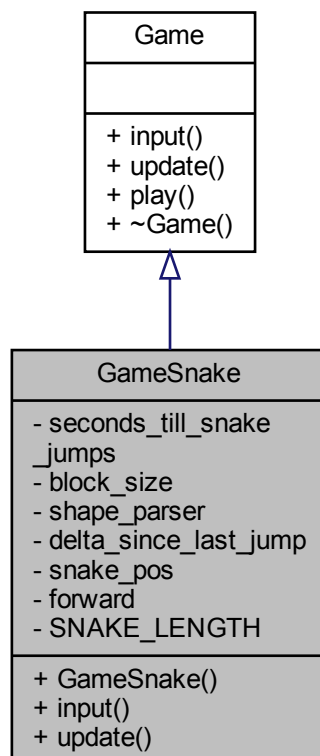 Game
+ input()
+ update()
+ play()
+ ~Game()
GameSnake
- seconds_till_snake
_jumps
- block_size
- shape_parser
- delta_since_last_jump
- snake_pos
- forward
- SNAKE_LENGTH
+ GameSnake()
+ input()
+ update()